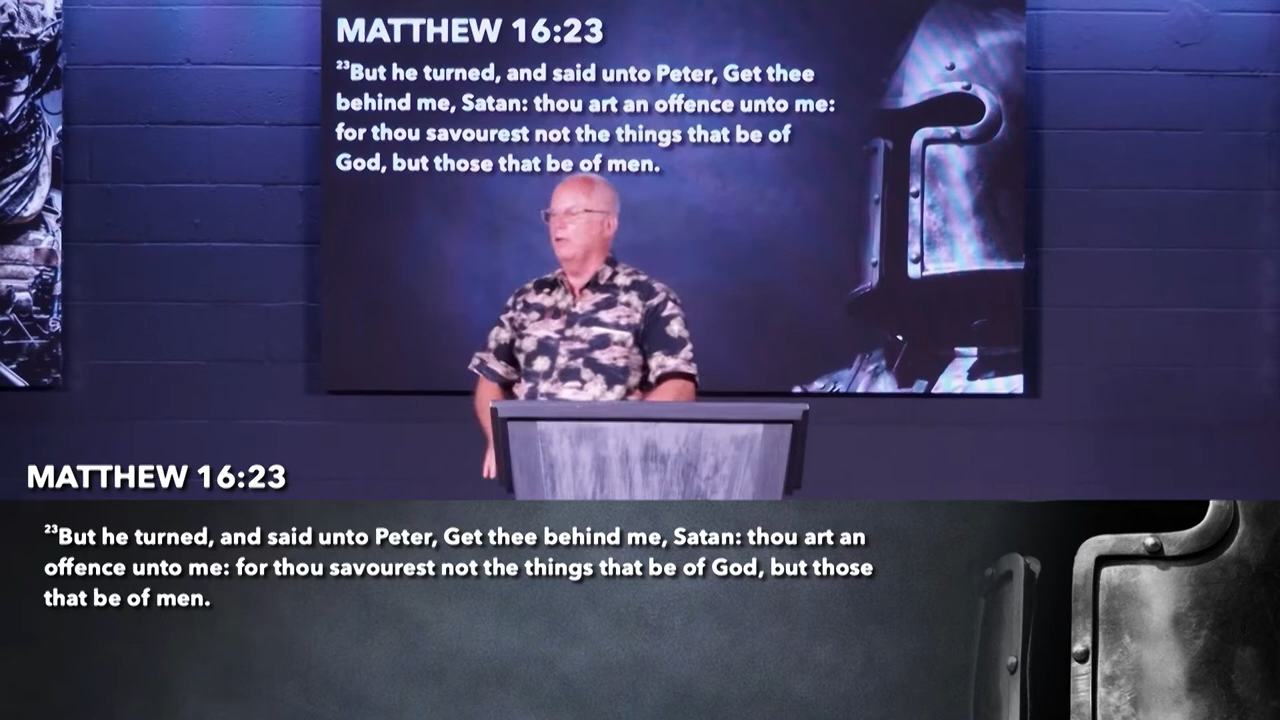 MATTHEW 16:23
²³But he turned, and said unto Peter, Get thee
behind me, Satan: thou art an offence unto me:
for thou savourest not the things that be of
God, but those that be of men.
MATTHEW 16:23
²³But he turned, and said unto Peter, Get thee behind me, Satan: thou art an
offence unto me: for thou savourest not the things that be of God, but those
that be of men.